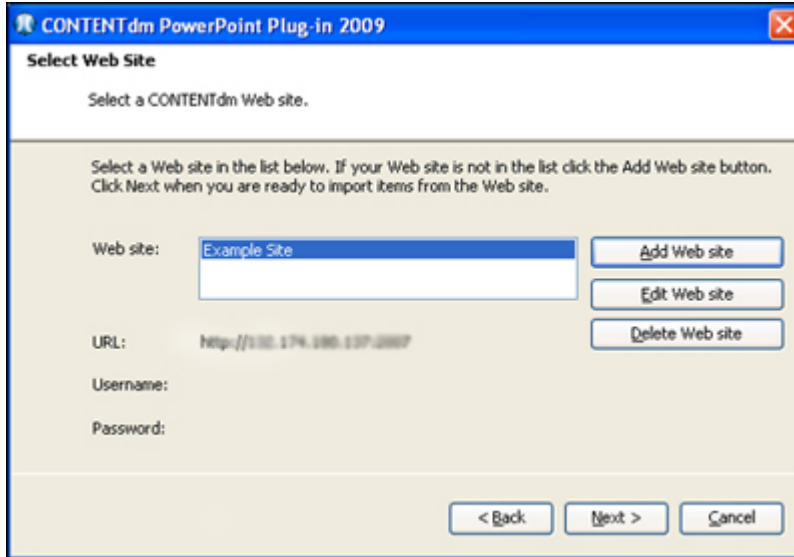 CONTENTdm PowerPoint Plug-in 2009
Select Web Site
Select a CONTENTdm Web site.
Select a Web site in the list below. If your Web site is not in the list click the Add Web site button.
Click Next when you are ready to import items from the Web site.
Web site:
Example Site
Add Web site
Edit Web site
Delete Web site
URL:
http://
Username:
Password:
< Back
Next >
Cancel